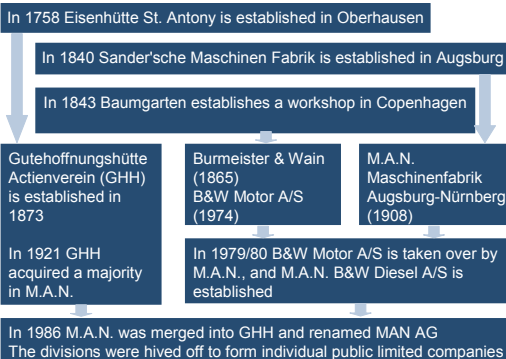 In 1758 Eisenhütte St. Antony is established in Oberhausen
In 1840 Sander'sche Maschinen Fabrik is established in Augsburg
In 1843 Baumgarten establishes a workshop in Copenhagen
Gutehoffnungshütte
Actienverein (GHH)
is established in
1873
In 1921 GHH
acquired a majority
in M.A.N.
Burmeister & Wain
(1865)
B&W Motor A/S
(1974)
M.A.N.
Maschinenfabrik
Augsburg-Nürnberg
(1908)
In 1979/80 B&W Motor A/S is taken over by
M.A.N., and M.A.N. B&W Diesel A/S is
established
In 1986 M.A.N. was merged into GHH and renamed MAN AG
The divisions were hived off to form individual public limited companies